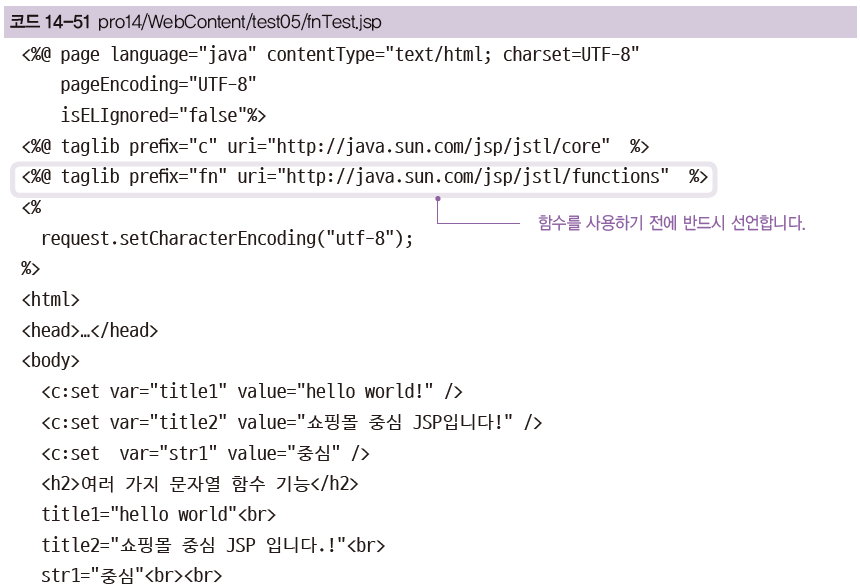 코드 14-51 pro14/WebContent/test05/fnTest.jsp
<%@ page language="java" contentType="text/html; charset=UTF-8"
pageEncoding="UTF-8"
isELIgnored="false"%>
<%@ taglib prefix="c" uri="http://java.sun.com/jsp/jstl/core"  %>
<%@ taglib prefix="fn" uri="http://java.sun.com/jsp/jstl/functions"  %>
<%
함수를 사용하기 전에 반드시 선언합니다.
request.setCharacterEncoding("utf-8");
%>
<html>
<head>…</head>
<body>
<c:set var="title1" value="hello world!" />
<c:set var="title2" value="쇼핑몰 중심 JSP입니다!" />
<c:set  var="str1" value="중심" />
<h2>여러 가지 문자열 함수 기능</h2>
title1="hello world"<br>
title2="쇼핑몰 중심 JSP 입니다.!"<br>
str1="중심"<br><br>